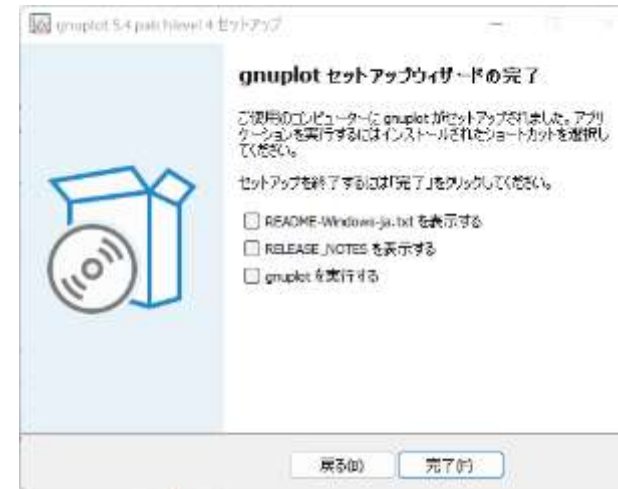 gnuplot 5.4 patchlevel 4 セットアップ
gnuplot セットアップウィザードの完了
ご使用のコンピューターに gnuplot がセットアップされました。アプリ
ケーションを実行するにはインストールされたショートカットを選択し
てください。
セットアップを終了するには「完了」をクリックしてください。
README-Windows-ja.txt を表示する
RELEASE_NOTES を表示する
gnuplot を実行する
戻る(B)
完了(F)